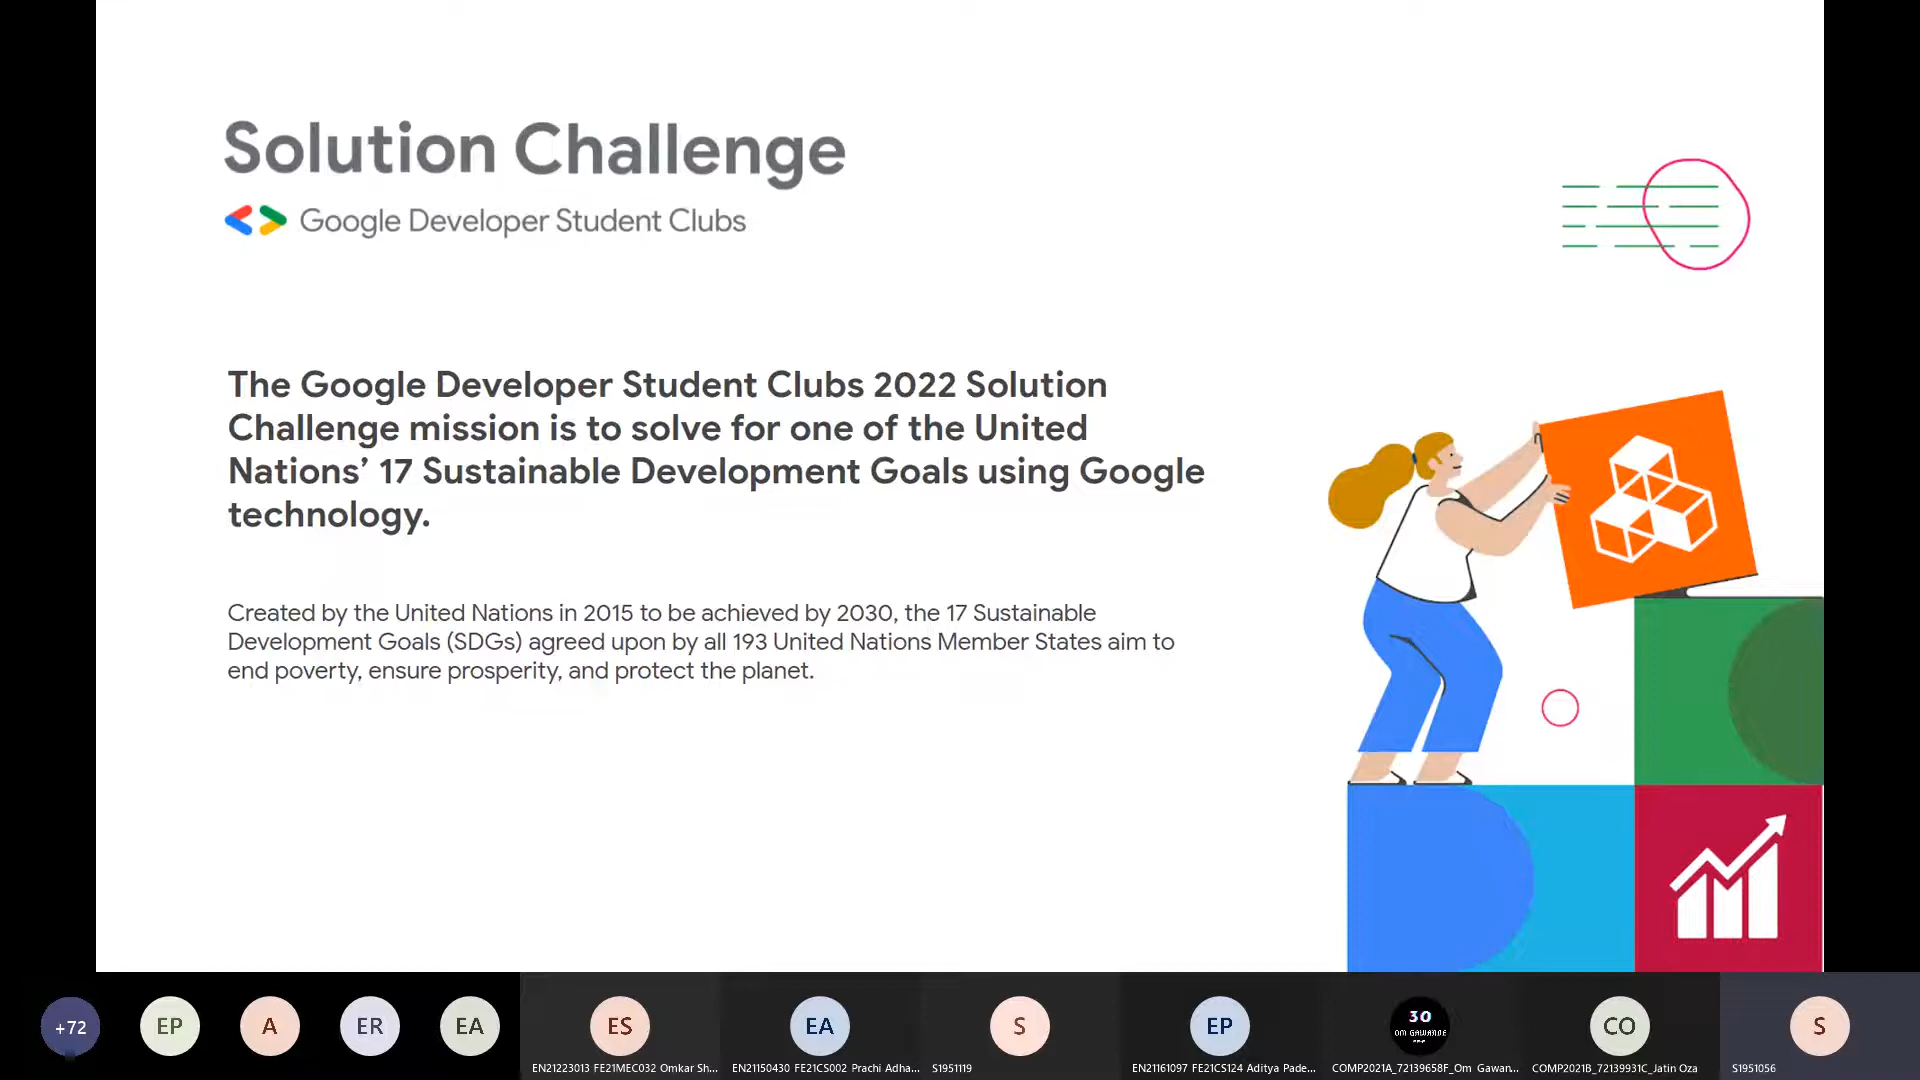 Solution Challenge
Google Developer Student Clubs
The Google Developer Student Clubs 2022 Solution
Challenge mission is to solve for one of the United
Nations’ 17 Sustainable Development Goals using Google
technology.
Created by the United Nations in 2015 to be achieved by 2030, the 17 Sustainable
Development Goals (SDGs) agreed upon by all 193 United Nations Member States aim to
end poverty, ensure prosperity, and protect the planet.
+72
EP
A
ER
EA
ES
EA
S
EP
30
OM GAWANDE
CO
S
EN21223013 FE21MEC032 Omkar Sh...
EN21150430 FE21CS002 Prachi Adha...
S1951119
EN21161097 FE21CS124 Aditya Pade...
COMP2021A_72139658F_Om Gawan...
COMP2021B_72139931C_Jatin Oza
S1951056